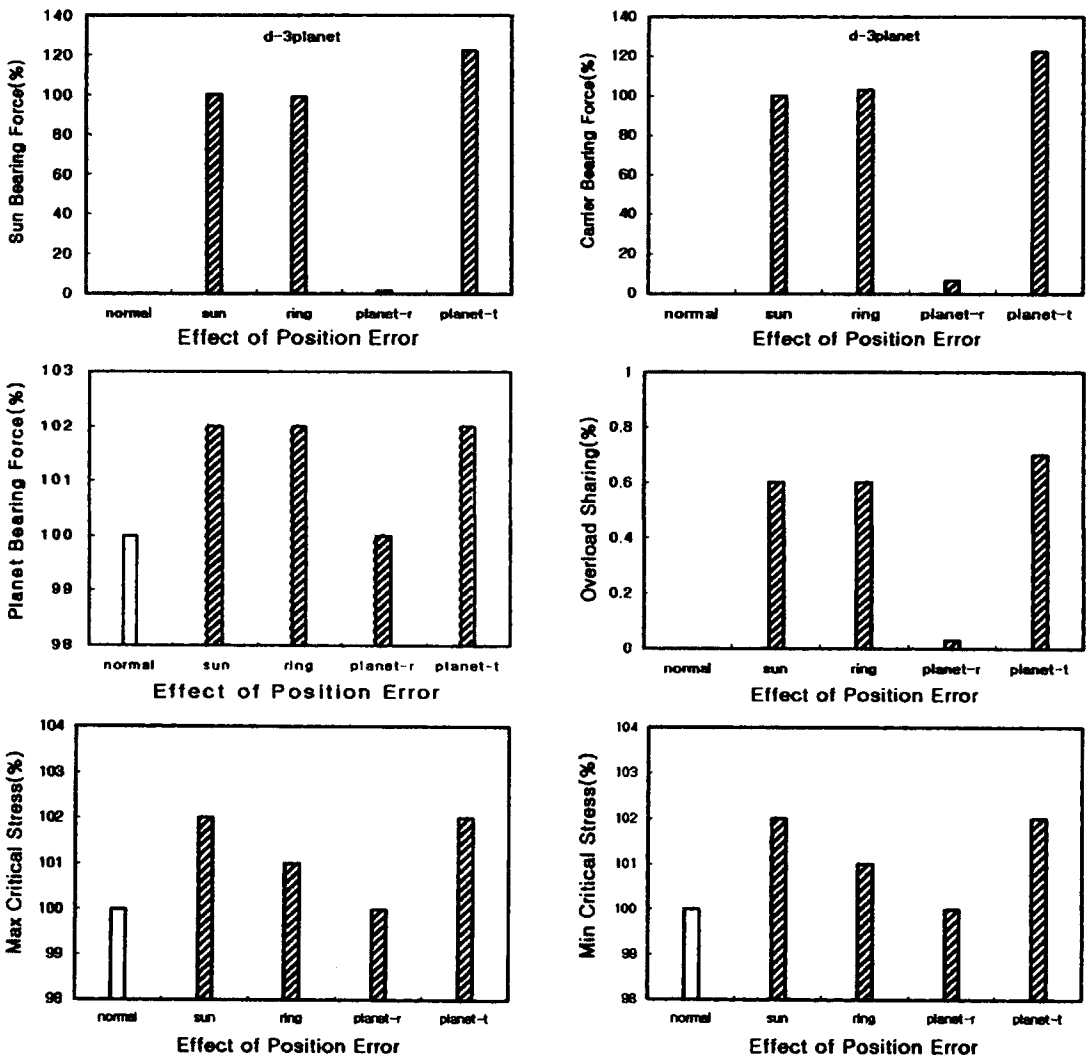 d-3planet
Sun Bearing Force(%)
140
120
100
80
60
40
20
0
normal sun ring planet-r planet-t
Effect of Position Error
d-3planet
Carrier Bearing Force(%)
140
120
100
80
60
40
20
0
normal sun ring planet-r planet-t
Effect of Position Error
Planet Bearing Force(%)
103
102
101
100
99
98
normal sun ring planet-r planet-t
Effect of Position Error
Overload Sharing(%)
1
0.8
0.6
0.4
0.2
0
normal sun ring planet-r planet-t
Effect of Position Error
Max Critical Stress(%)
104
103
102
101
100
99
98
normal sun ring planet-r planet-t
Effect of Position Error
Min Critical Stress(%)
104
103
102
101
100
99
98
normal sun ring planet-r planet-t
Effect of Position Error